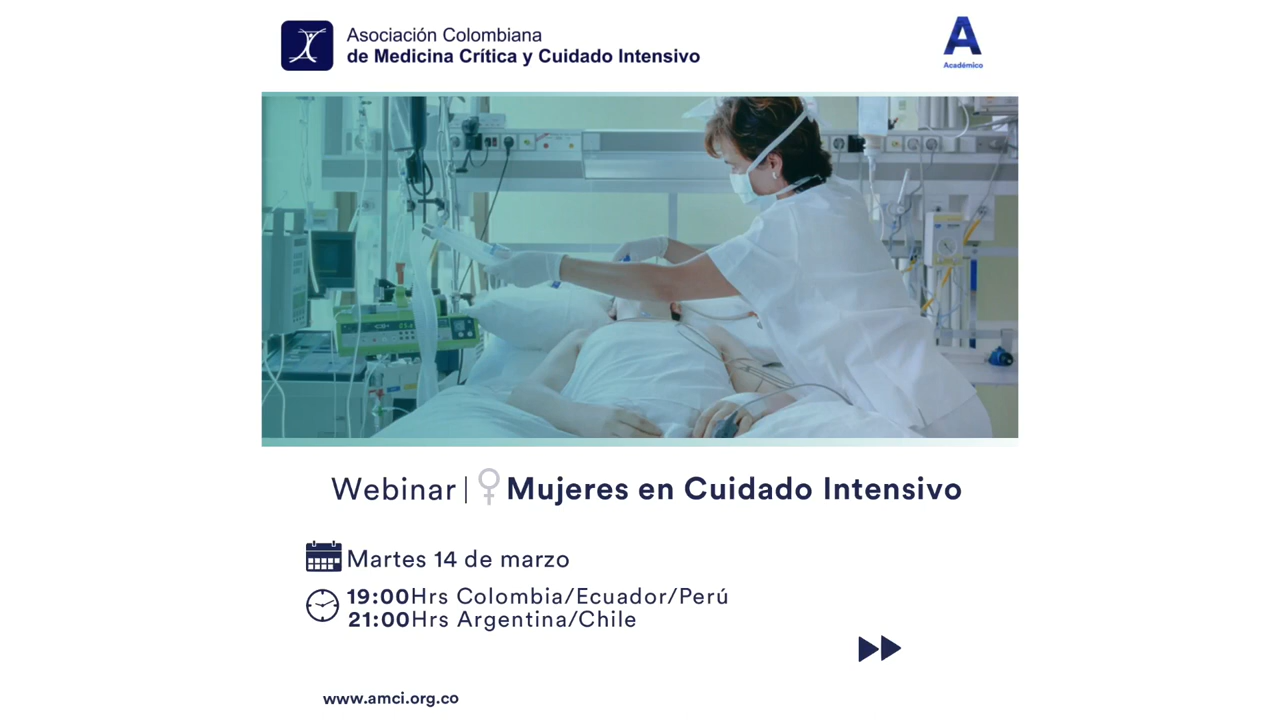 Asociación Colombiana
de Medicina Crítica y Cuidado Intensivo
A
Académico
Webinar | Mujeres en Cuidado Intensivo
Martes 14 de marzo
19:00Hrs Colombia/Ecuador/Perú
21:00Hrs Argentina/Chile
www.amci.org.co